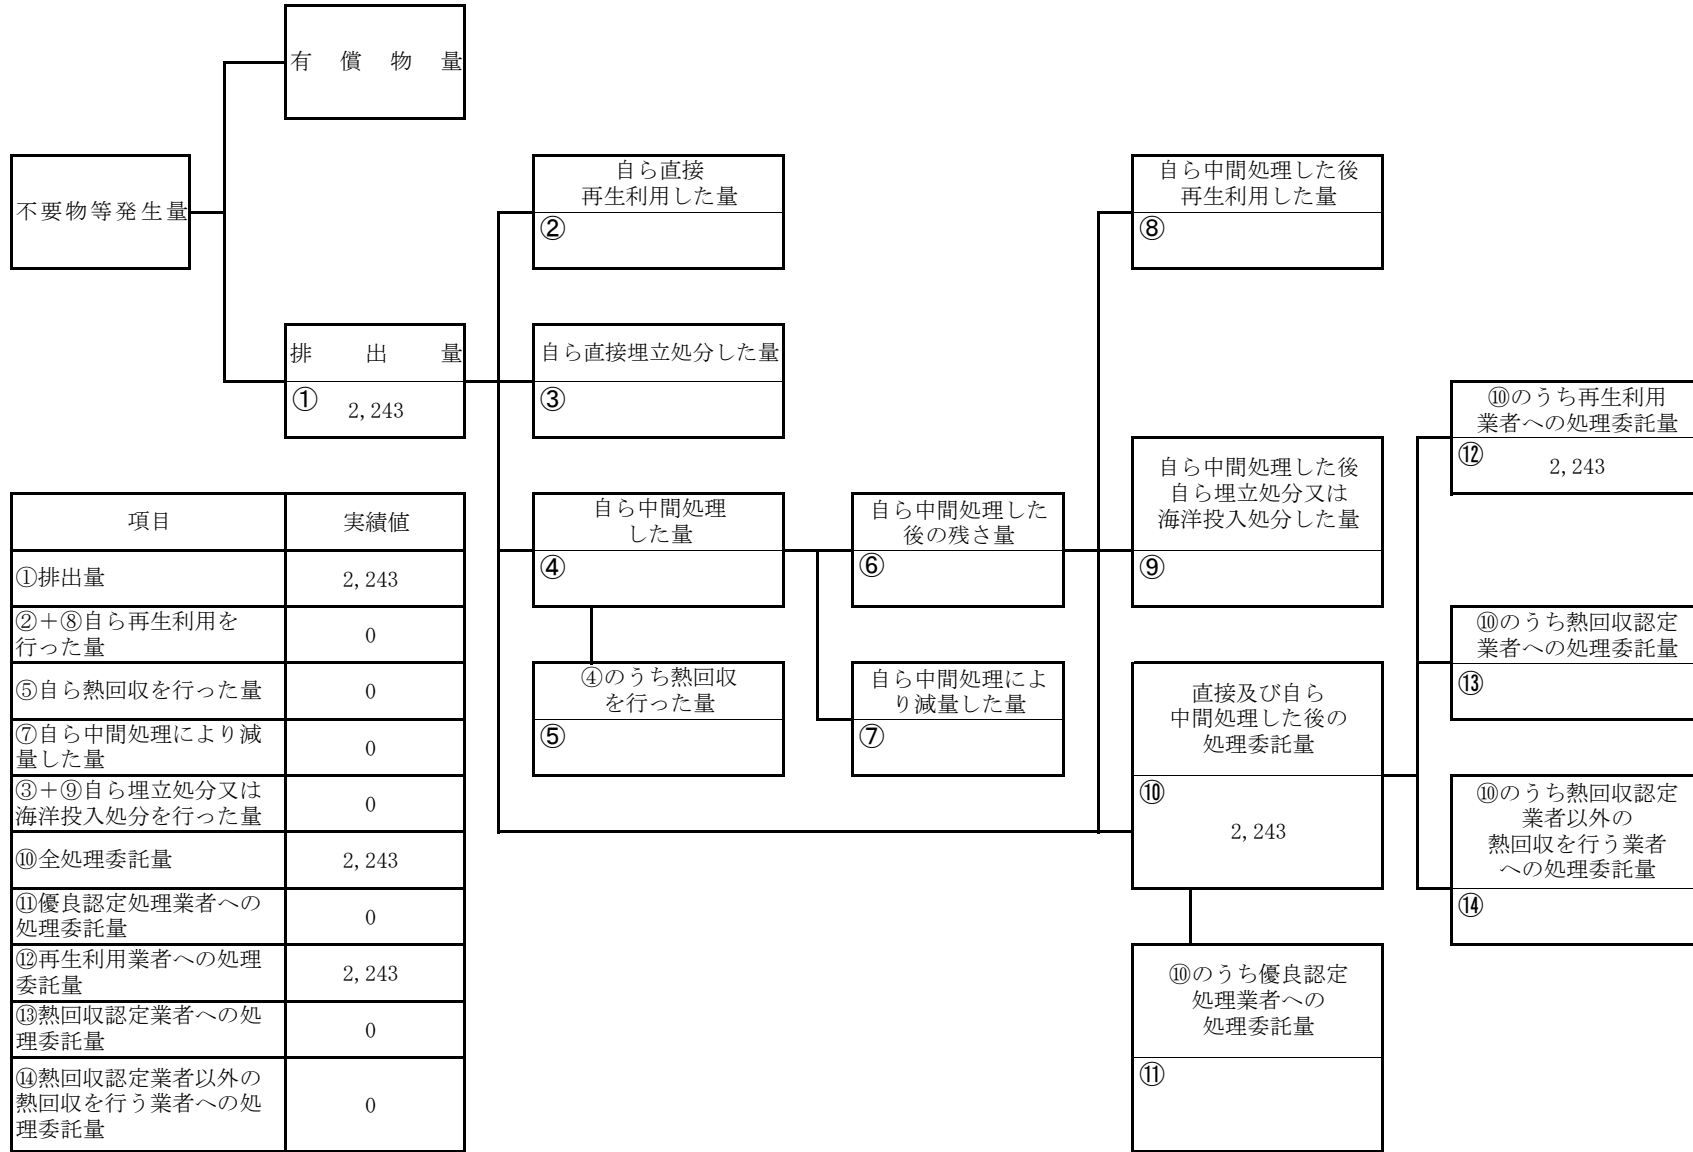 有償物量
不要物等発生量
排出量
①
2,243
自ら直接
再生利用した量
②
自ら直接埋立処分した量
③
自ら中間処理
した量
④
④のうち熱回収
を行った量
⑤
自ら中間処理した
後の残さ量
⑥
自ら中間処理によ
り減量した量
⑦
自ら中間処理した後
再生利用した量
⑧
自ら中間処理した後
自ら埋立処分又は
海洋投入処分した量
⑨
直接及び自ら
中間処理した後の
処理委託量
⑩
2,243
⑩のうち優良認定
処理業者への
処理委託量
⑪
⑩のうち再生利用
業者への処理委託量
⑫
2,243
⑩のうち熱回収認定
業者への処理委託量
⑬
⑩のうち熱回収認定
業者以外の
熱回収を行う業者
への処理委託量
⑭
項目 実績値
①排出量 2,243
②＋⑧自ら再生利用を
行った量
0
⑤自ら熱回収を行った量 0
⑦自ら中間処理により減
量した量
0
③＋⑨自ら埋立処分又は
海洋投入処分を行った量
0
⑩全処理委託量 2,243
⑪優良認定処理業者への
処理委託量
0
⑫再生利用業者への処理
委託量
2,243
⑬熱回収認定業者への処
理委託量
0
⑭熱回収認定業者以外の
熱回収を行う業者への処
理委託量
0